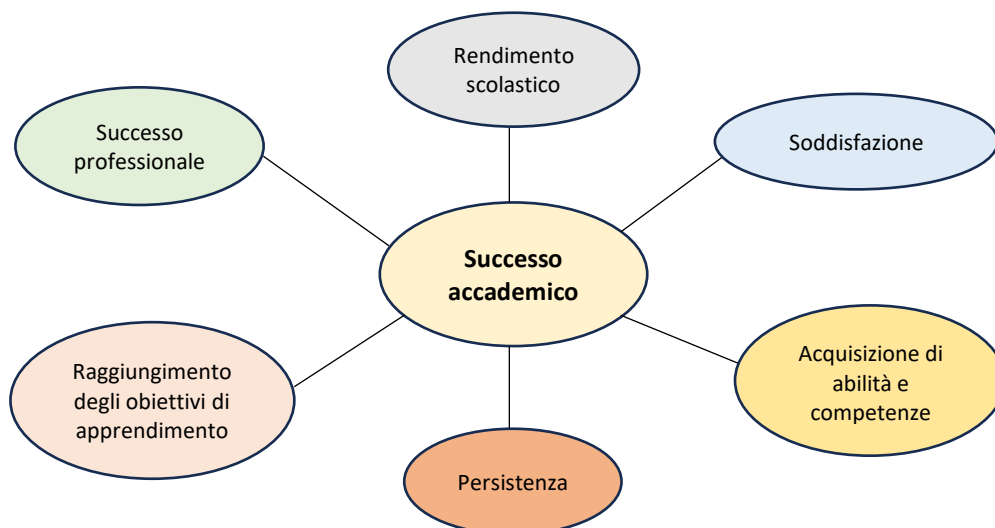 Rendimento
scolastico
Successo
professionale
Soddisfazione
Successo
accademico
Raggiungimento
degli obiettivi di
apprendimento
Acquisizione di
abilità e
competenze
Persistenza